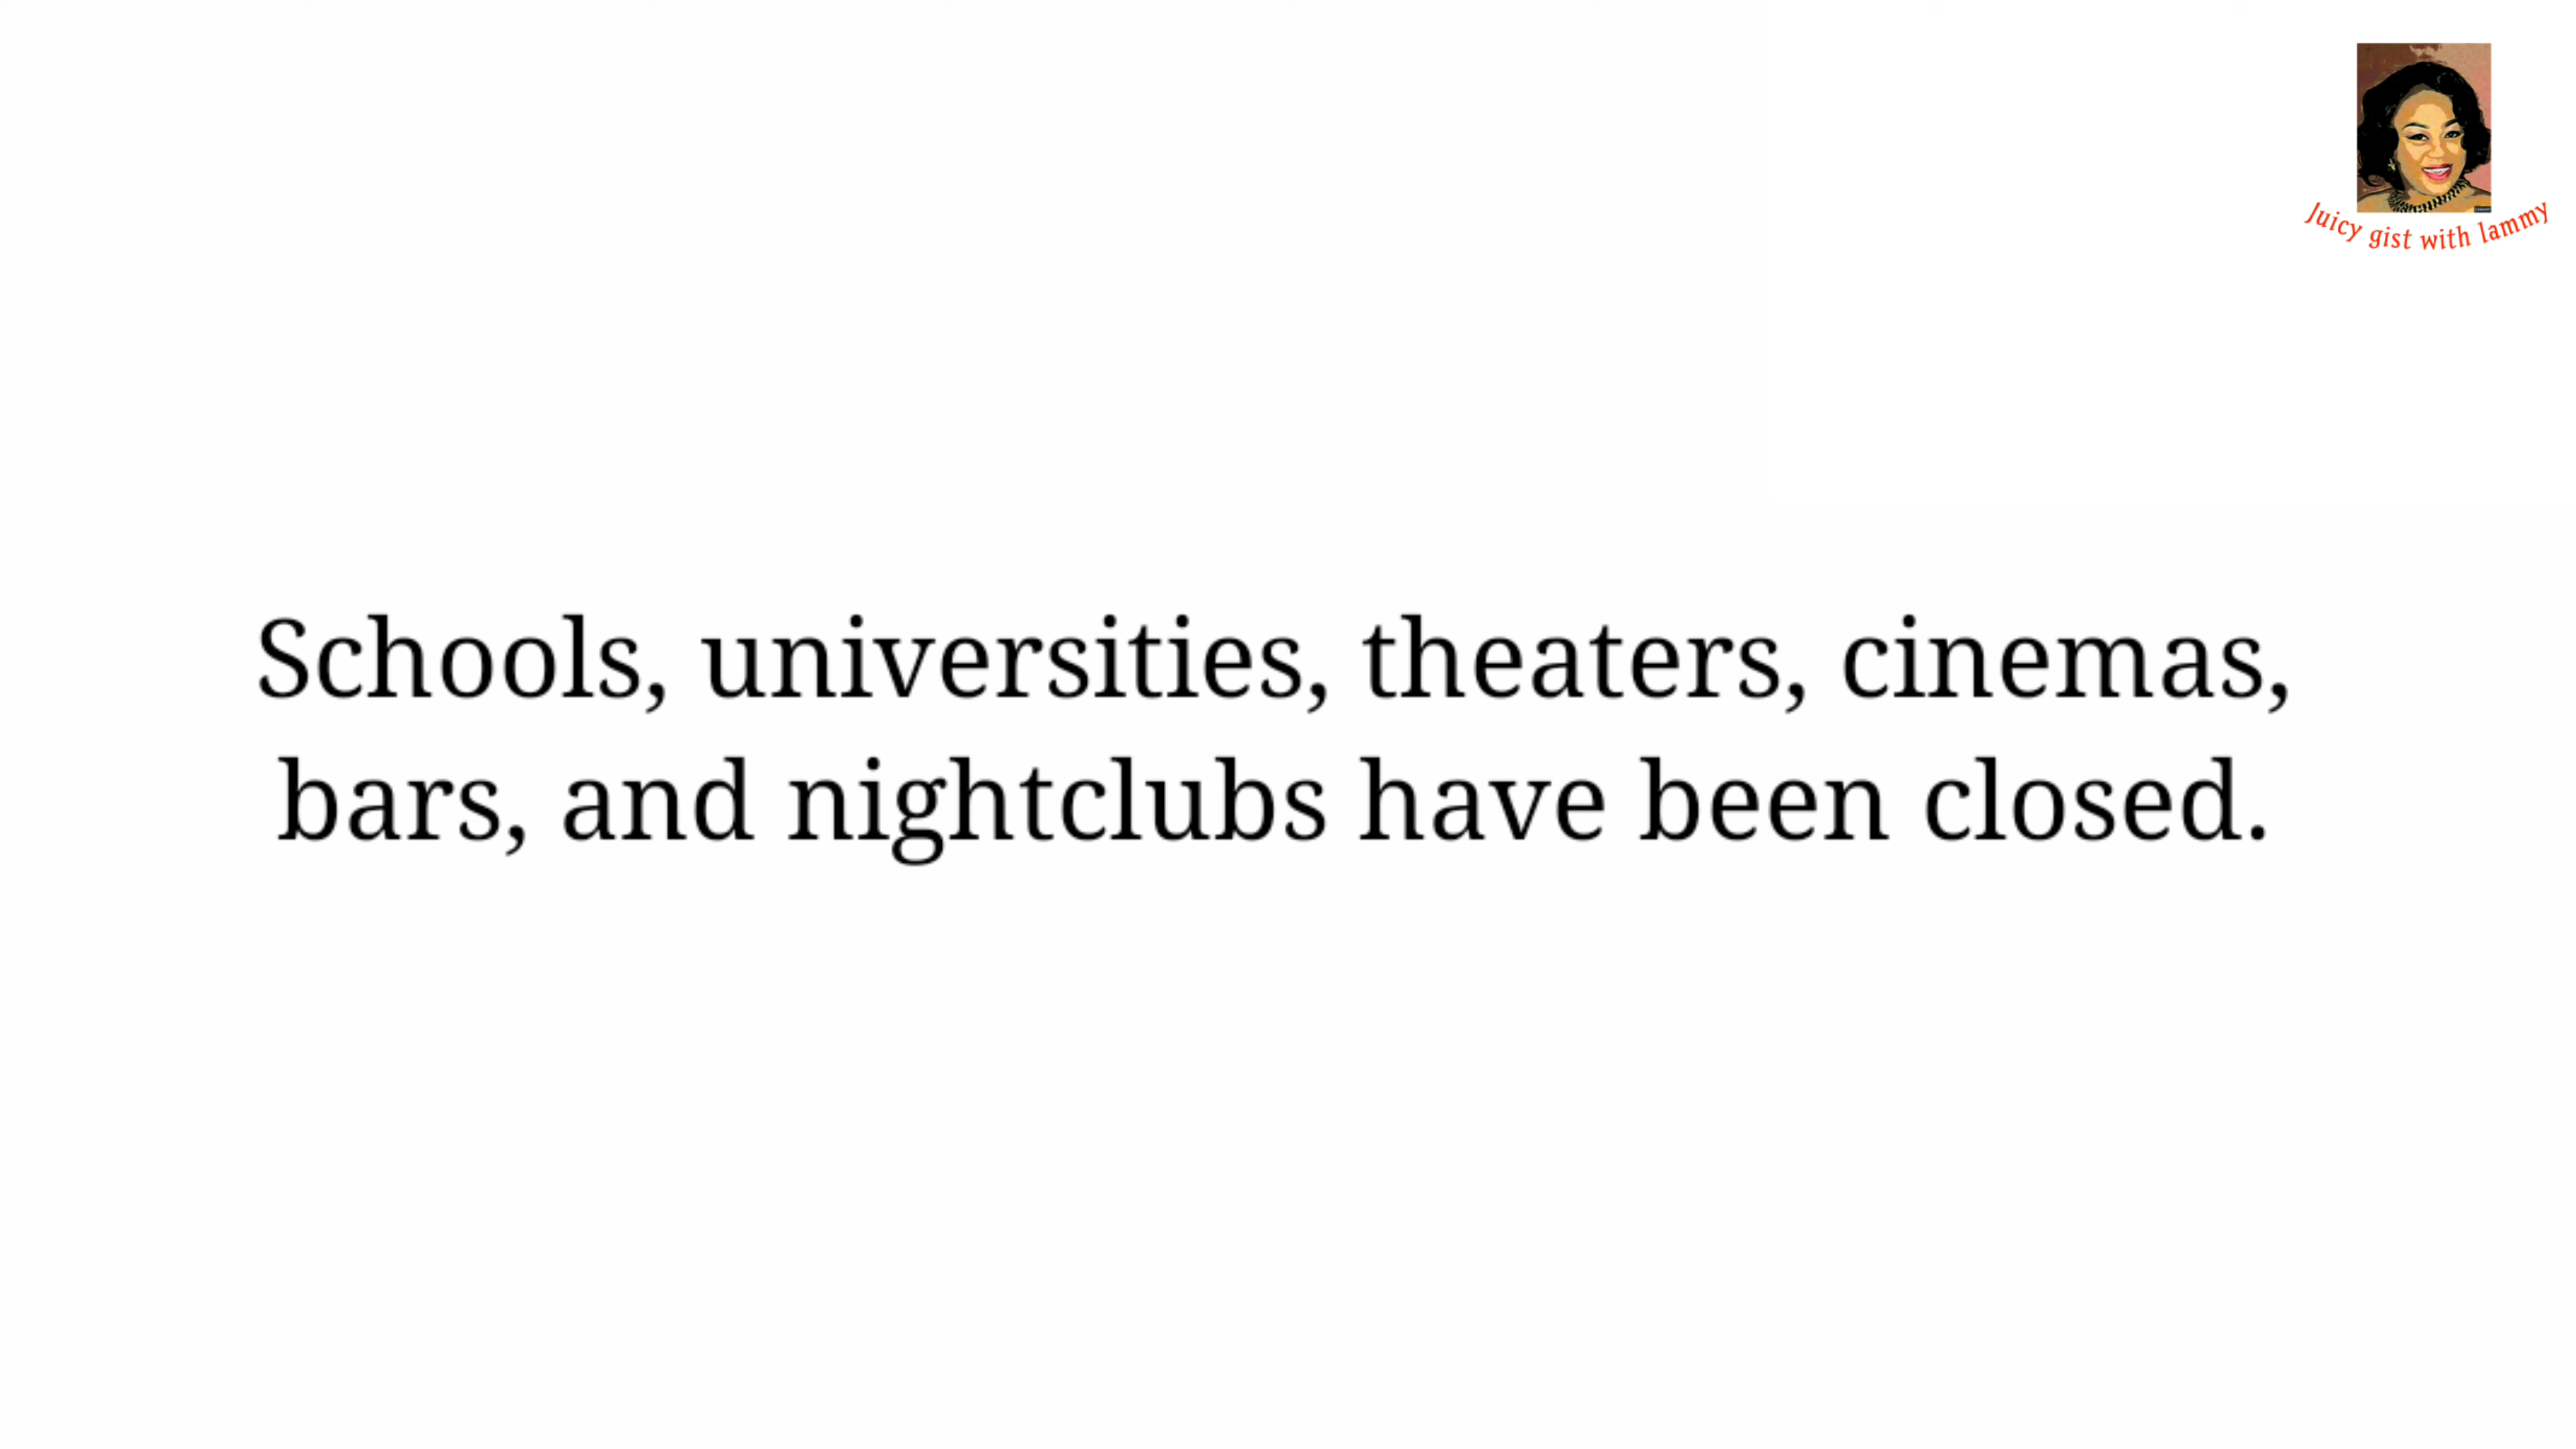 Juicy gist with lammy
Schools, universities, theaters, cinemas,
bars, and nightclubs have been closed.